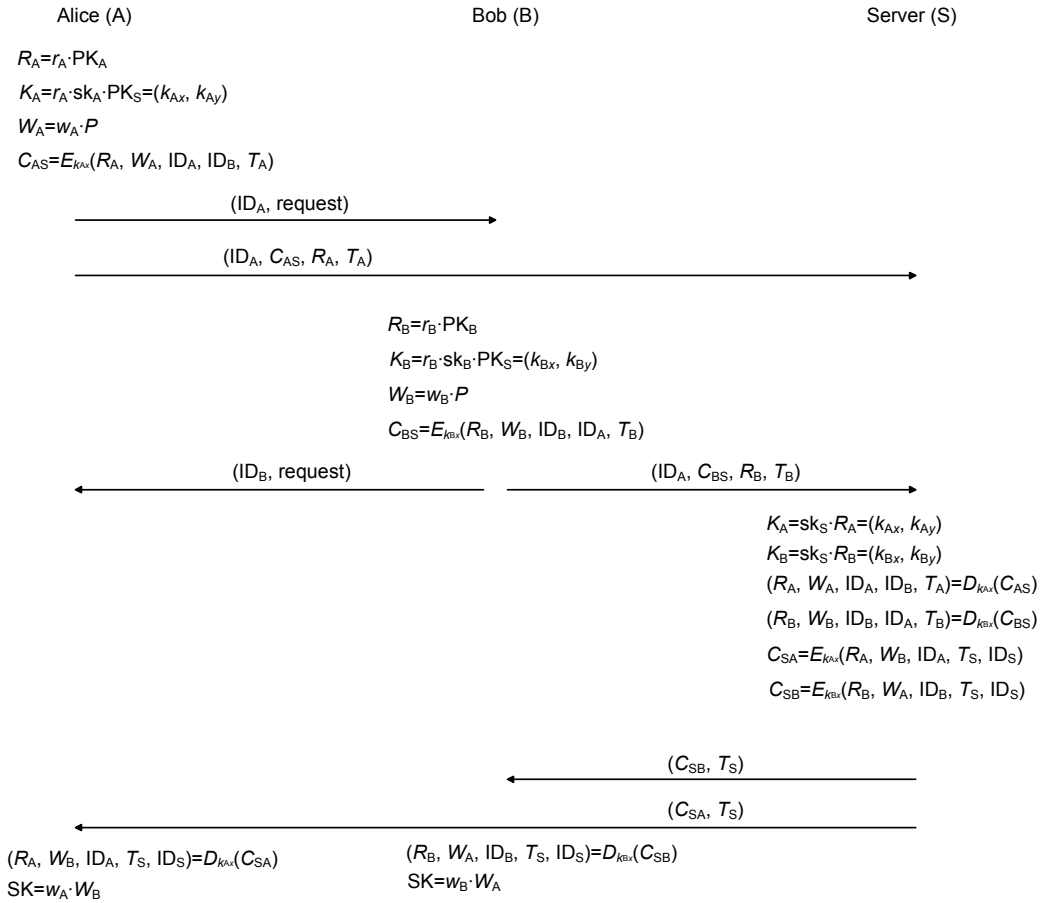 Alice (A) Bob (B) Server (S)
R_A=r_A·PK_A
K_A=r_A·sk_A·PK_S=(k_Ax, k_Ay)
W_A=w_A·P
C_AS=E_kAx(R_A, W_A, ID_A, ID_B, T_A)
(ID_A, request)
(ID_A, C_AS, R_A, T_A)
R_B=r_B·PK_B
K_B=r_B·sk_B·PK_S=(k_Bx, k_By)
W_B=w_B·P
C_BS=E_kBx(R_B, W_B, ID_B, ID_A, T_B)
(ID_B, request) (ID_A, C_BS, R_B, T_B)
K_A=sk_S·R_A=(k_Ax, k_Ay)
K_B=sk_S·R_B=(k_Bx, k_By)
(R_A, W_A, ID_A, ID_B, T_A)=D_kAx(C_AS)
(R_B, W_B, ID_B, ID_A, T_B)=D_kBx(C_BS)
C_SA=E_kAx(R_A, W_B, ID_A, T_S, ID_S)
C_SB=E_kBx(R_B, W_A, ID_B, T_S, ID_S)
(C_SB, T_S)
(C_SA, T_S)
(R_A, W_B, ID_A, T_S, ID_S)=D_kAx(C_SA)
SK=w_A·W_B
(R_B, W_A, ID_B, T_S, ID_S)=D_kBx(C_SB)
SK=w_B·W_A